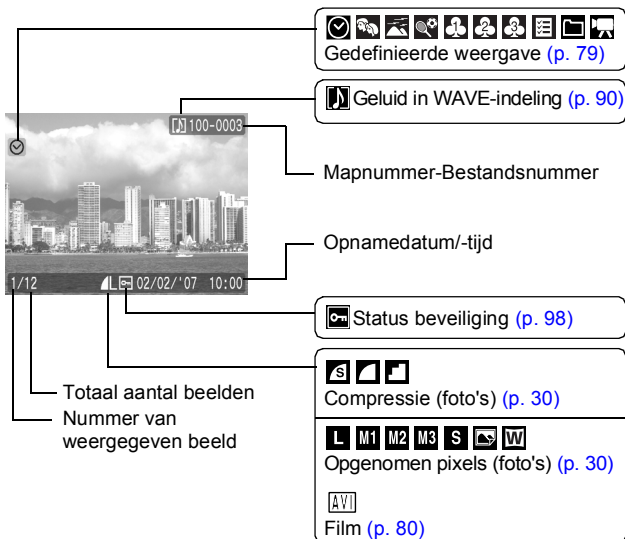 Gedefinieerde weergave (p. 79)
Geluid in WAVE-indeling (p. 90)
100-0003
Mapnummer-Bestandsnummer
Opnamedatum/-tijd
1/12 L 02/02/'07 10:00
Status beveiliging (p. 98)
S
Compressie (foto's) (p. 30)
Totaal aantal beelden
Nummer van
weergegeven beeld
L M1 M2 M3 S W
Opgenomen pixels (foto's) (p. 30)
AVI
Film (p. 80)